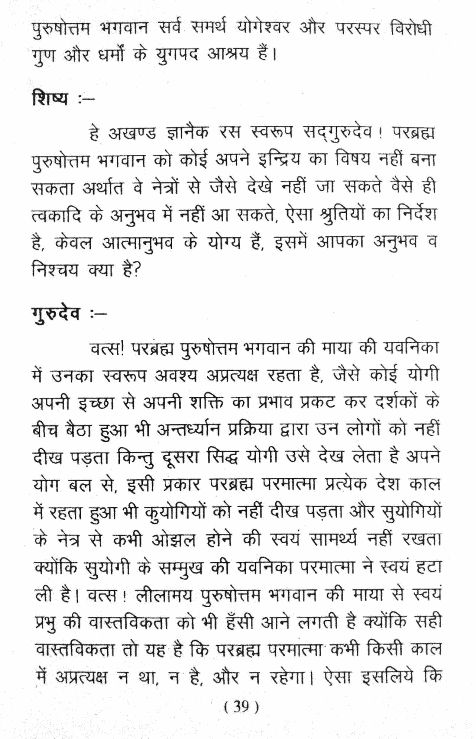 पुरुषोत्तम भगवान सर्व समर्थ योगेश्वर और परस्पर विरोधी
गुण और धर्मों के युगपद आश्रय हैं।
शिष्य :–
हे अखण्ड ज्ञानैक रस स्वरूप सद्गुरुदेव! परब्रह्म
पुरुषोत्तम भगवान को कोई अपने इन्द्रिय का विषय नहीं बना
सकता अर्थात वे नेत्रों से जैसे देखे नहीं जा सकते वैसे ही
त्वकादि के अनुभव में नहीं आ सकते, ऐसा श्रुतियों का निर्देश
है, केवल आत्मानुभव के योग्य हैं, इसमें आपका अनुभव व
निश्चय क्या है?
गुरुदेव :–
वत्स! परब्रह्म पुरुषोत्तम भगवान की माया की यवनिका
में उनका स्वरूप अवश्य अप्रत्यक्ष रहता है, जैसे कोई योगी
अपनी इच्छा से अपनी शक्ति का प्रभाव प्रकट कर दर्शकों के
बीच बैठा हुआ भी अन्तर्ध्यान प्रक्रिया द्वारा उन लोगों को नहीं
दीख पड़ता किन्तु दूसरा सिद्ध योगी उसे देख लेता है अपने
योग बल से, इसी प्रकार परब्रह्म परमात्मा प्रत्येक देश काल
में रहता हुआ भी कुयोगियों को नहीं दीख पड़ता और सुयोगियों
के नेत्र से कभी ओझल होने की स्वयं सामर्थ्य नहीं रखता
क्योंकि सुयोगी के सम्मुख की यवनिका परमात्मा ने स्वयं हटा
ली है। वत्स! लीलामय पुरुषोत्तम भगवान की माया से स्वयं
प्रभु की वास्तविकता को भी हँसी आने लगती है क्योंकि सही
वास्तविकता तो यह है कि परब्रह्म परमात्मा कभी किसी काल
में अप्रत्यक्ष न था, न है, और न रहेगा। ऐसा इसलिये कि
(39)